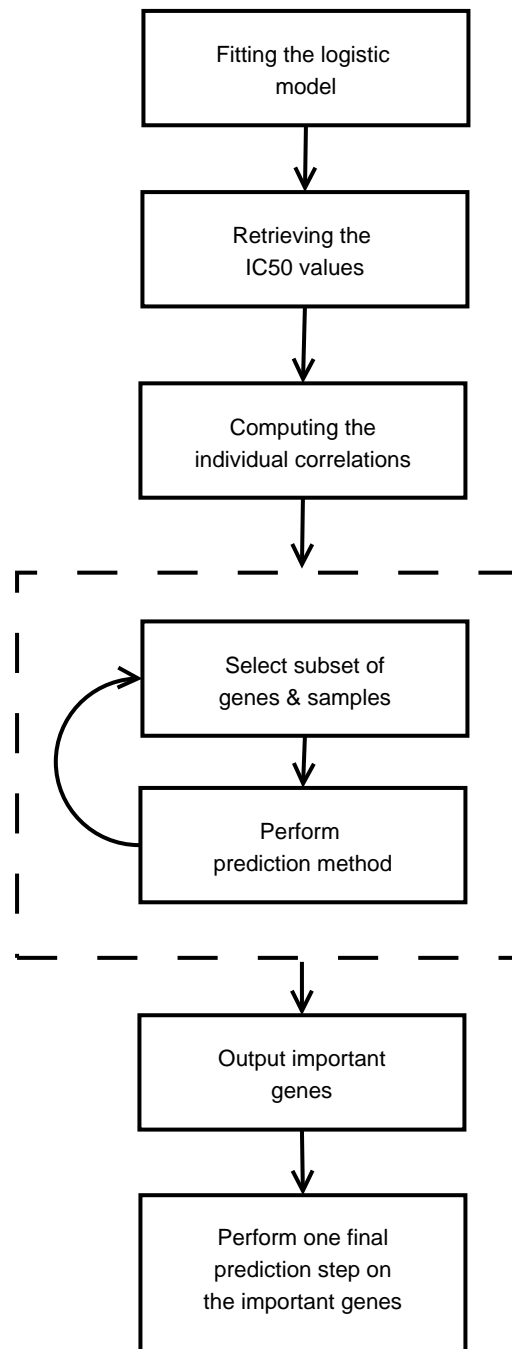 Fitting the logistic
model
Retrieving the
IC50 values
Computing the
individual correlations
Select subset of
genes & samples
Perform
prediction method
Output important
genes
Perform one final
prediction step on
the important genes